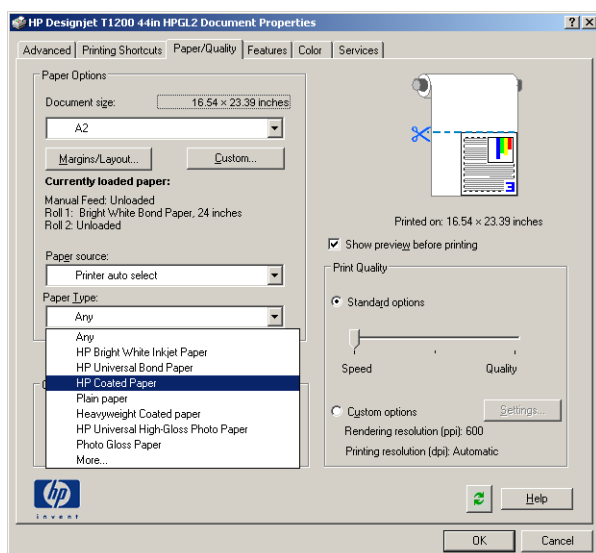 HP Designjet T1200 44in HPGL2 Document Properties
Advanced
Printing Shortcuts
Paper/Quality
Features
Color
Services
Paper Options
Document size:
16.54 × 23.39 inches
A2
Margins/Layout...
Custom...
Currently loaded paper:
Manual Feed: Unloaded
Roll 1: Bright White Bond Paper, 24 inches
Roll 2: Unloaded
Paper source:
Printer auto select
Paper Type:
Any
Any
HP Bright White Inkjet Paper
HP Universal Bond Paper
HP Coated Paper
Plain paper
Heavyweight Coated paper
HP Universal High-Gloss Photo Paper
Photo Gloss Paper
More...
3
Printed on: 16.54 × 23.39 inches
Show preview before printing
Print Quality
Standard options
Speed
Quality
Custom options
Settings...
Rendering resolution (ppi): 600
Printing resolution (dpi): Automatic
hp
invent
Help
OK
Cancel